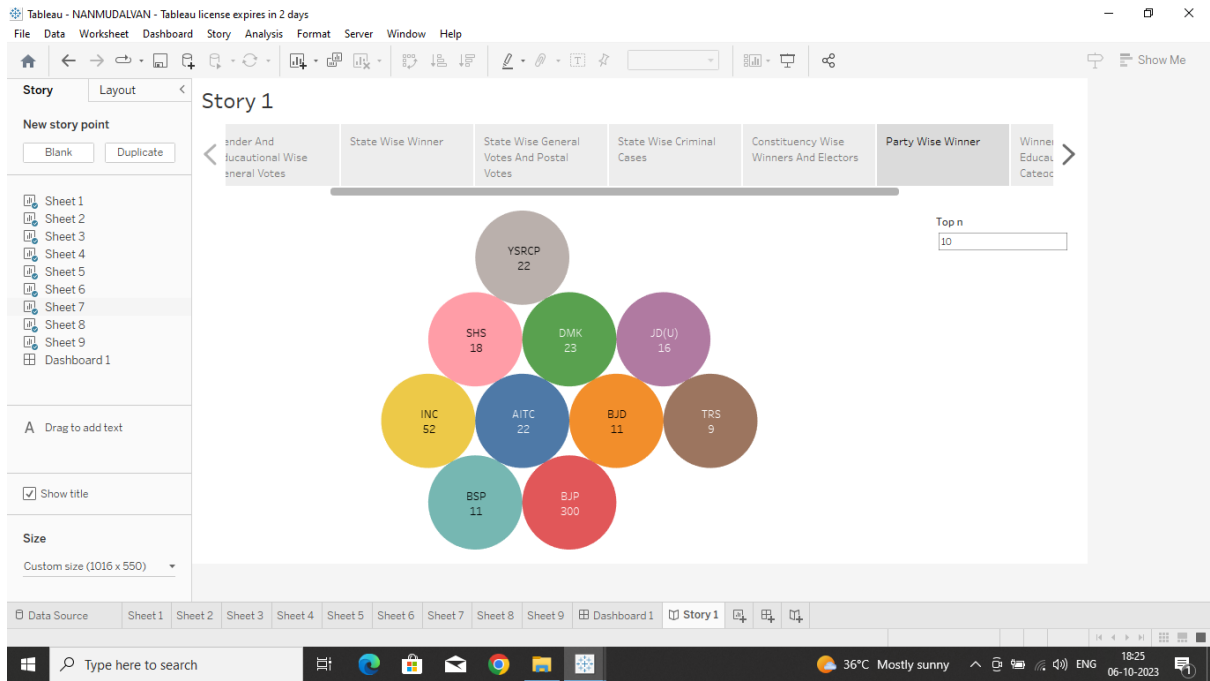 Tableau - NANMUDALVAN - Tableau license expires in 2 days
File Data Worksheet Dashboard Story Analysis Format Server Window Help
Show Me
Story Layout
New story point
Blank Duplicate
Sheet 1
Sheet 2
Sheet 3
Sheet 4
Sheet 5
Sheet 6
Sheet 7
Sheet 8
Sheet 9
Dashboard 1
A Drag to add text
Show title
Size
Custom size (1016 x 550)
Story 1
ender And
ducautional Wise
eneral Votes
State Wise Winner
State Wise General
Votes And Postal
Votes
State Wise Criminal
Cases
Constituency Wise
Winners And Electors
Party Wise Winner
Winner
Educau
Categc
Top n
10
YSRCP
22
SHS
18
DMK
23
JD(U)
16
INC
52
AITC
22
BJD
11
TRS
9
BSP
11
BJP
300
Data Source Sheet 1 Sheet 2 Sheet 3 Sheet 4 Sheet 5 Sheet 6 Sheet 7 Sheet 8 Sheet 9 Dashboard 1 Story 1
Type here to search
36°C Mostly sunny
ENG
18:25
06-10-2023
1